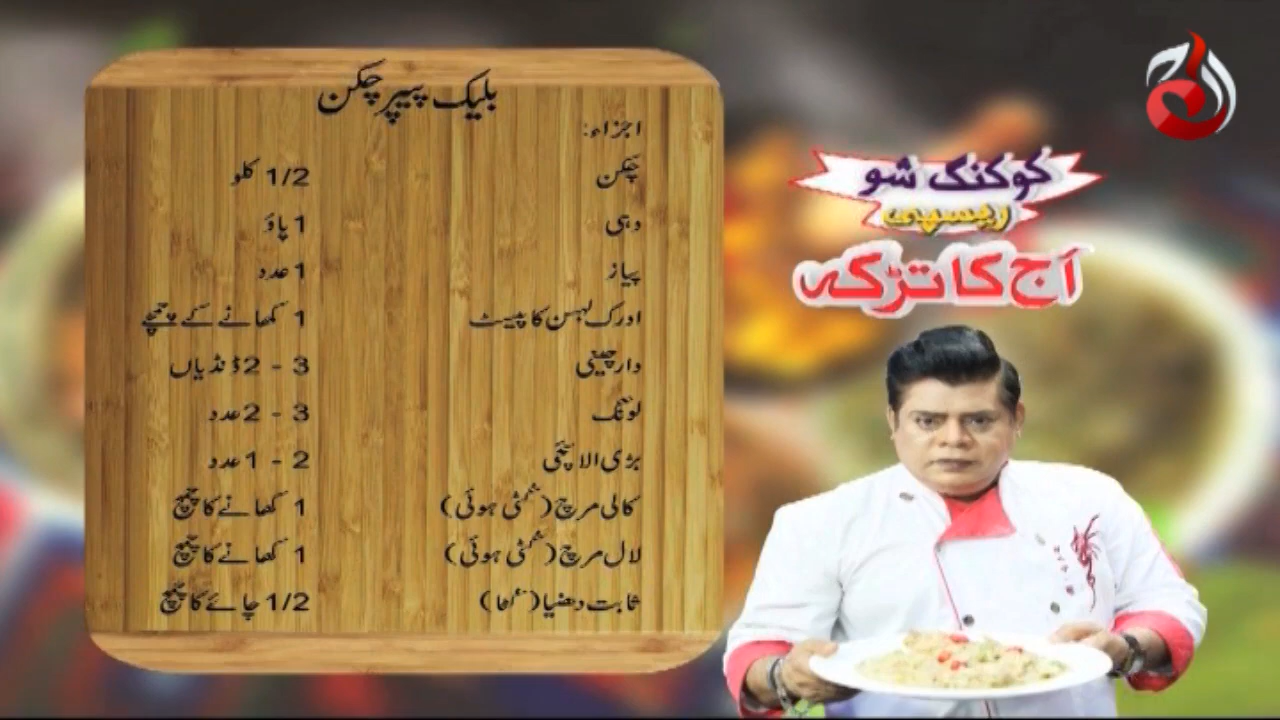 بلیک پیپر چکن
اجزاء:
چکن 1/2 کلو
دہی 1 پاؤ
پیاز 1 عدد
ادرک لہسن کا پیسٹ 1 کھانے کے چمچے
دار چینی 3 - 2 ڈنڈیاں
لونگ 3 - 2 عدد
بڑی الائچی 2 - 1 عدد
کالی مرچ (کُٹی ہوئی) 1 کھانے کا چمچ
لال مرچ (کُٹی ہوئی) 1 کھانے کا چمچ
ثابت دھنیا 1/2 چائے کا چمچ
آج
کوکنگ شو
ریسپی
آج کا تڑکہ